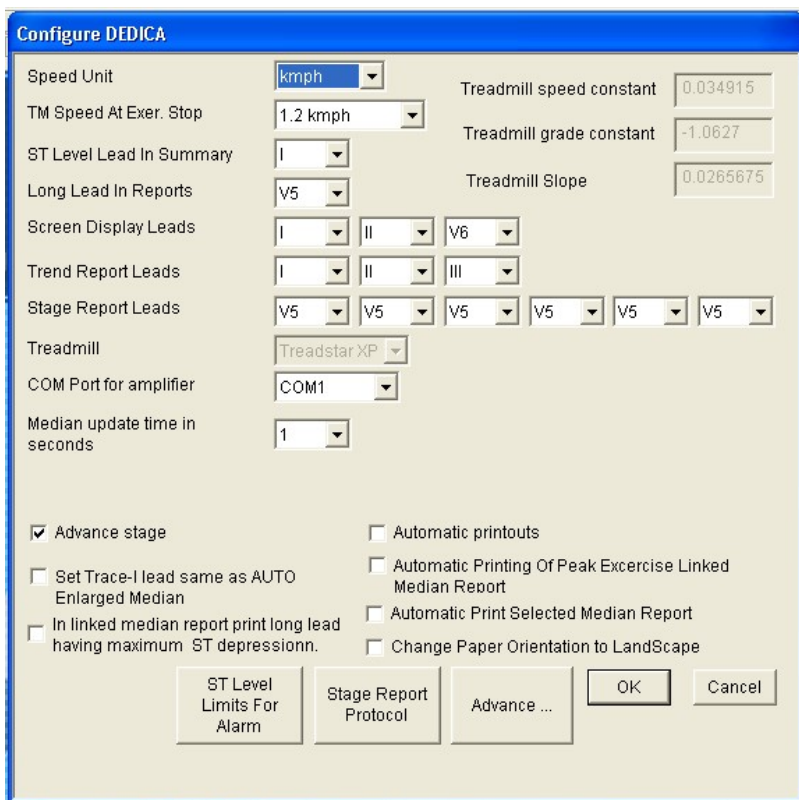 Configure DEDICA
Speed Unit kmph
Treadmill speed constant 0.034915
TM Speed At Exer. Stop 1.2 kmph
Treadmill grade constant -1.0627
ST Level Lead In Summary I
Treadmill Slope 0.0265675
Long Lead In Reports V5
Screen Display Leads I II V6
Trend Report Leads I II III
Stage Report Leads V5 V5 V5 V5 V5 V5
Treadmill Treadstar XP
COM Port for amplifier COM1
Median update time in
seconds
1
Advance stage
Automatic printouts
Set Trace-I lead same as AUTO
Enlarged Median
Automatic Printing Of Peak Excercise Linked
Median Report
In linked median report print long lead
having maximum ST depressionn.
Automatic Print Selected Median Report
Change Paper Orientation to LandScape
ST Level
Limits For
Alarm
Stage Report
Protocol
Advance ...
OK
Cancel